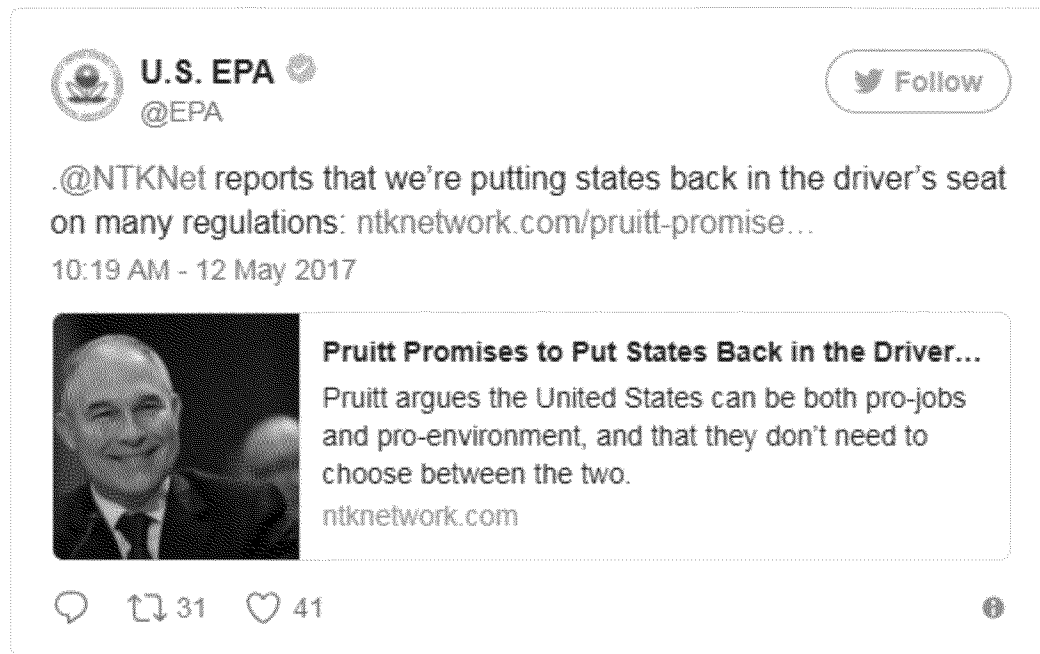 U.S. EPA
@EPA
Follow
.@NTKNet reports that we're putting states back in the driver's seat
on many regulations: ntknetwork.com/pruitt-promise…
10:19 AM - 12 May 2017
Pruitt Promises to Put States Back in the Driver…
Pruitt argues the United States can be both pro-jobs
and pro-environment, and that they don't need to
choose between the two.
ntknetwork.com
31 41